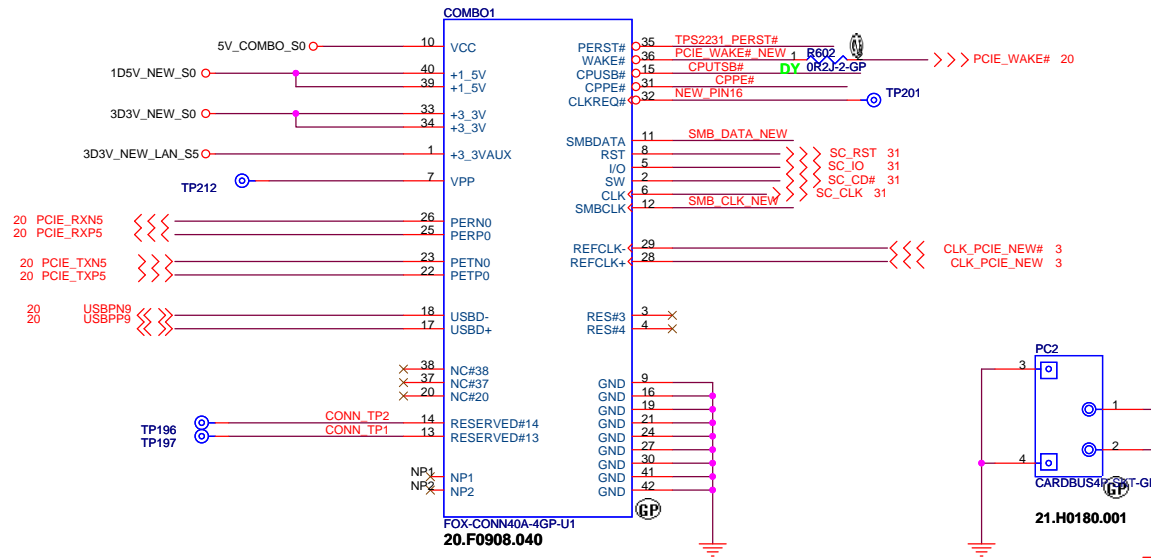 COMBO1
5V_COMBO_S0 10 VCC
1D5V_NEW_S0 40 +1_5V
39 +1_5V
3D3V_NEW_S0 33 +3_3V
34 +3_3V
3D3V_NEW_LAN_S5 1 +3_3VAUX
TP212 7 VPP
20 PCIE_RXN5 26 PERN0
20 PCIE_RXP5 25 PERP0
20 PCIE_TXN5 23 PETN0
20 PCIE_TXP5 22 PETP0
20 USBPN9 18 USBD-
20 USBPP9 17 USBD+
38 NC#38
37 NC#37
20 NC#20
TP196 CONN_TP2 14 RESERVED#14
TP197 CONN_TP1 13 RESERVED#13
NP1 NP1
NP2 NP2
PERST# 35 TPS2231_PERST#
WAKE# 36 PCIE_WAKE#_NEW 1 R602 PCIE_WAKE# 20
CPUSB# 15 CPUTSB# DY 0R2J-2-GP
CPPE# 31 CPPE#
CLKREQ# 32 NEW_PIN16 TP201
SMBDATA 11 SMB_DATA_NEW
RST 8 SC_RST 31
I/O 5 SC_IO 31
SW 2 SC_CD# 31
CLK 6 SC_CLK 31
SMBCLK 12 SMB_CLK_NEW
REFCLK- 29 CLK_PCIE_NEW# 3
REFCLK+ 28 CLK_PCIE_NEW 3
RES#3 3
RES#4 4
GND 9
GND 16
GND 19
GND 21
GND 24
GND 27
GND 30
GND 41
GND 42
GP
FOX-CONN40A-4GP-U1
20.F0908.040
PC2
3
1
2
4
CARDBUS4P-SKT-GP
GP
21.H0180.001